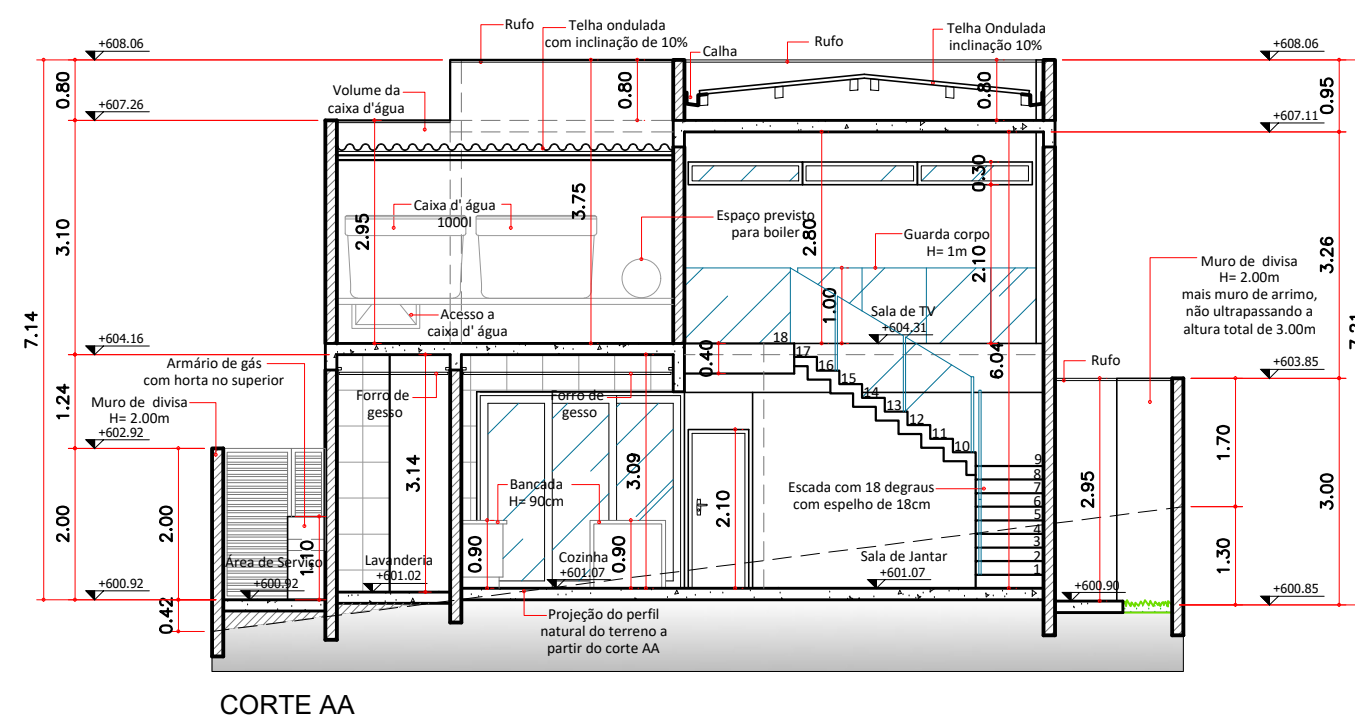 Rufo
Telha ondulada
com inclinação de 10%
Calha
Rufo
Telha Ondulada
inclinação 10%
+608.06
+608.06
0.80
Volume da
caixa d'água
0.80
0.80
0.95
+607.26
+607.11
0.30
Caixa d' água
1000l
2.95
3.75
Espaço previsto
para boiler
2.80
Guarda corpo
H= 1m
2.10
3.10
3.26
Muro de divisa
H= 2.00m
mais muro de arrimo,
não ultrapassando a
altura total de 3.00m
7.14
Acesso a
caixa d' água
1.00
Sala de TV
+604.31
+604.16
Armário de gás
com horta no superior
0.40
18
17
16
15
14
13
12
11
10
9
8
7
6
5
4
3
2
1
6.04
Rufo
+603.85
1.24
Muro de divisa
H= 2.00m
Forro de
gesso
Forro de
gesso
+602.92
3.14
3.09
2.10
Bancada
H= 90cm
Escada com 18 degraus
com espelho de 18cm
2.95
1.70
3.00
2.00
2.00
1.10
0.90
0.90
1.30
Área de Serviço
+600.92
Lavanderia
+601.02
Cozinha
+601.07
Sala de Jantar
+601.07
+600.90
+600.92
+600.85
0.42
Projeção do perfil
natural do terreno a
partir do corte AA
CORTE AA